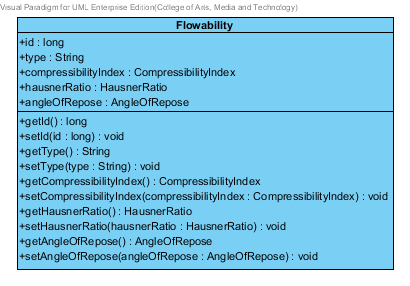 Visual Paradigm for UML Enterprise Edition(College of Arts, Media and Technology)
Flowability
+id : long
+type : String
+compressibilityIndex : CompressibilityIndex
+hausnerRatio : HausnerRatio
+angleOfRepose : AngleOfRepose
+getId() : long
+setId(id : long) : void
+getType() : String
+setType(type : String) : void
+getCompressibilityIndex() : CompressibilityIndex
+setCompressibilityIndex(compressibilityIndex : CompressibilityIndex) : void
+getHausnerRatio() : HausnerRatio
+setHausnerRatio(hausnerRatio : HausnerRatio) : void
+getAngleOfRepose() : AngleOfRepose
+setAngleOfRepose(angleOfRepose : AngleOfRepose) : void